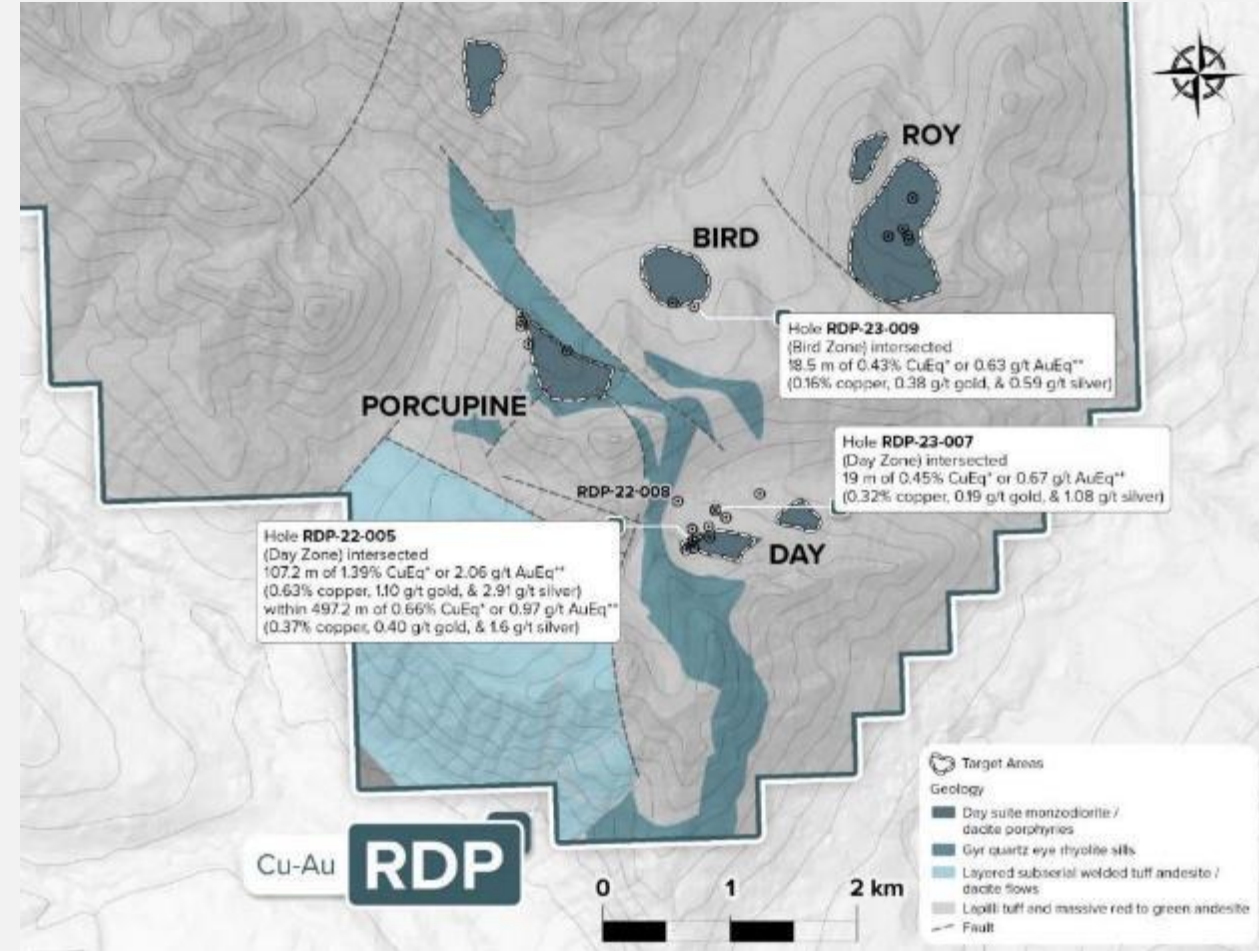 ROY
BIRD
Hole RDP-23-009
(Bird Zone) intersected
18.5 m of 0.43% CuEq* or 0.63 g/t AuEq**
(0.16% copper, 0.38 g/t gold, & 0.59 g/t silver)
PORCUPINE
Hole RDP-23-007
(Day Zone) intersected
19 m of 0.45% CuEq* or 0.67 g/t AuEq**
(0.32% copper, 0.19 g/t gold, & 1.08 g/t silver)
RDP-22-008
Hole RDP-22-005
(Day Zone) intersected
107.2 m of 1.39% CuEq* or 2.06 g/t AuEq**
(0.63% copper, 1.10 g/t gold, & 2.91 g/t silver)
within 497.2 m of 0.66% CuEq* or 0.97 g/t AuEq**
(0.37% copper, 0.40 g/t gold, & 1.6 g/t silver)
DAY
Target Areas
Geology
Day suite monzodiorite /
dacite porphyries
Gyr quartz eye rhyolite sills
Layered subaerial welded tuff andesite /
dacite flows
Lapilli tuff and massive red to green andesite
Fault
Cu-Au RDP
0 1 2 km